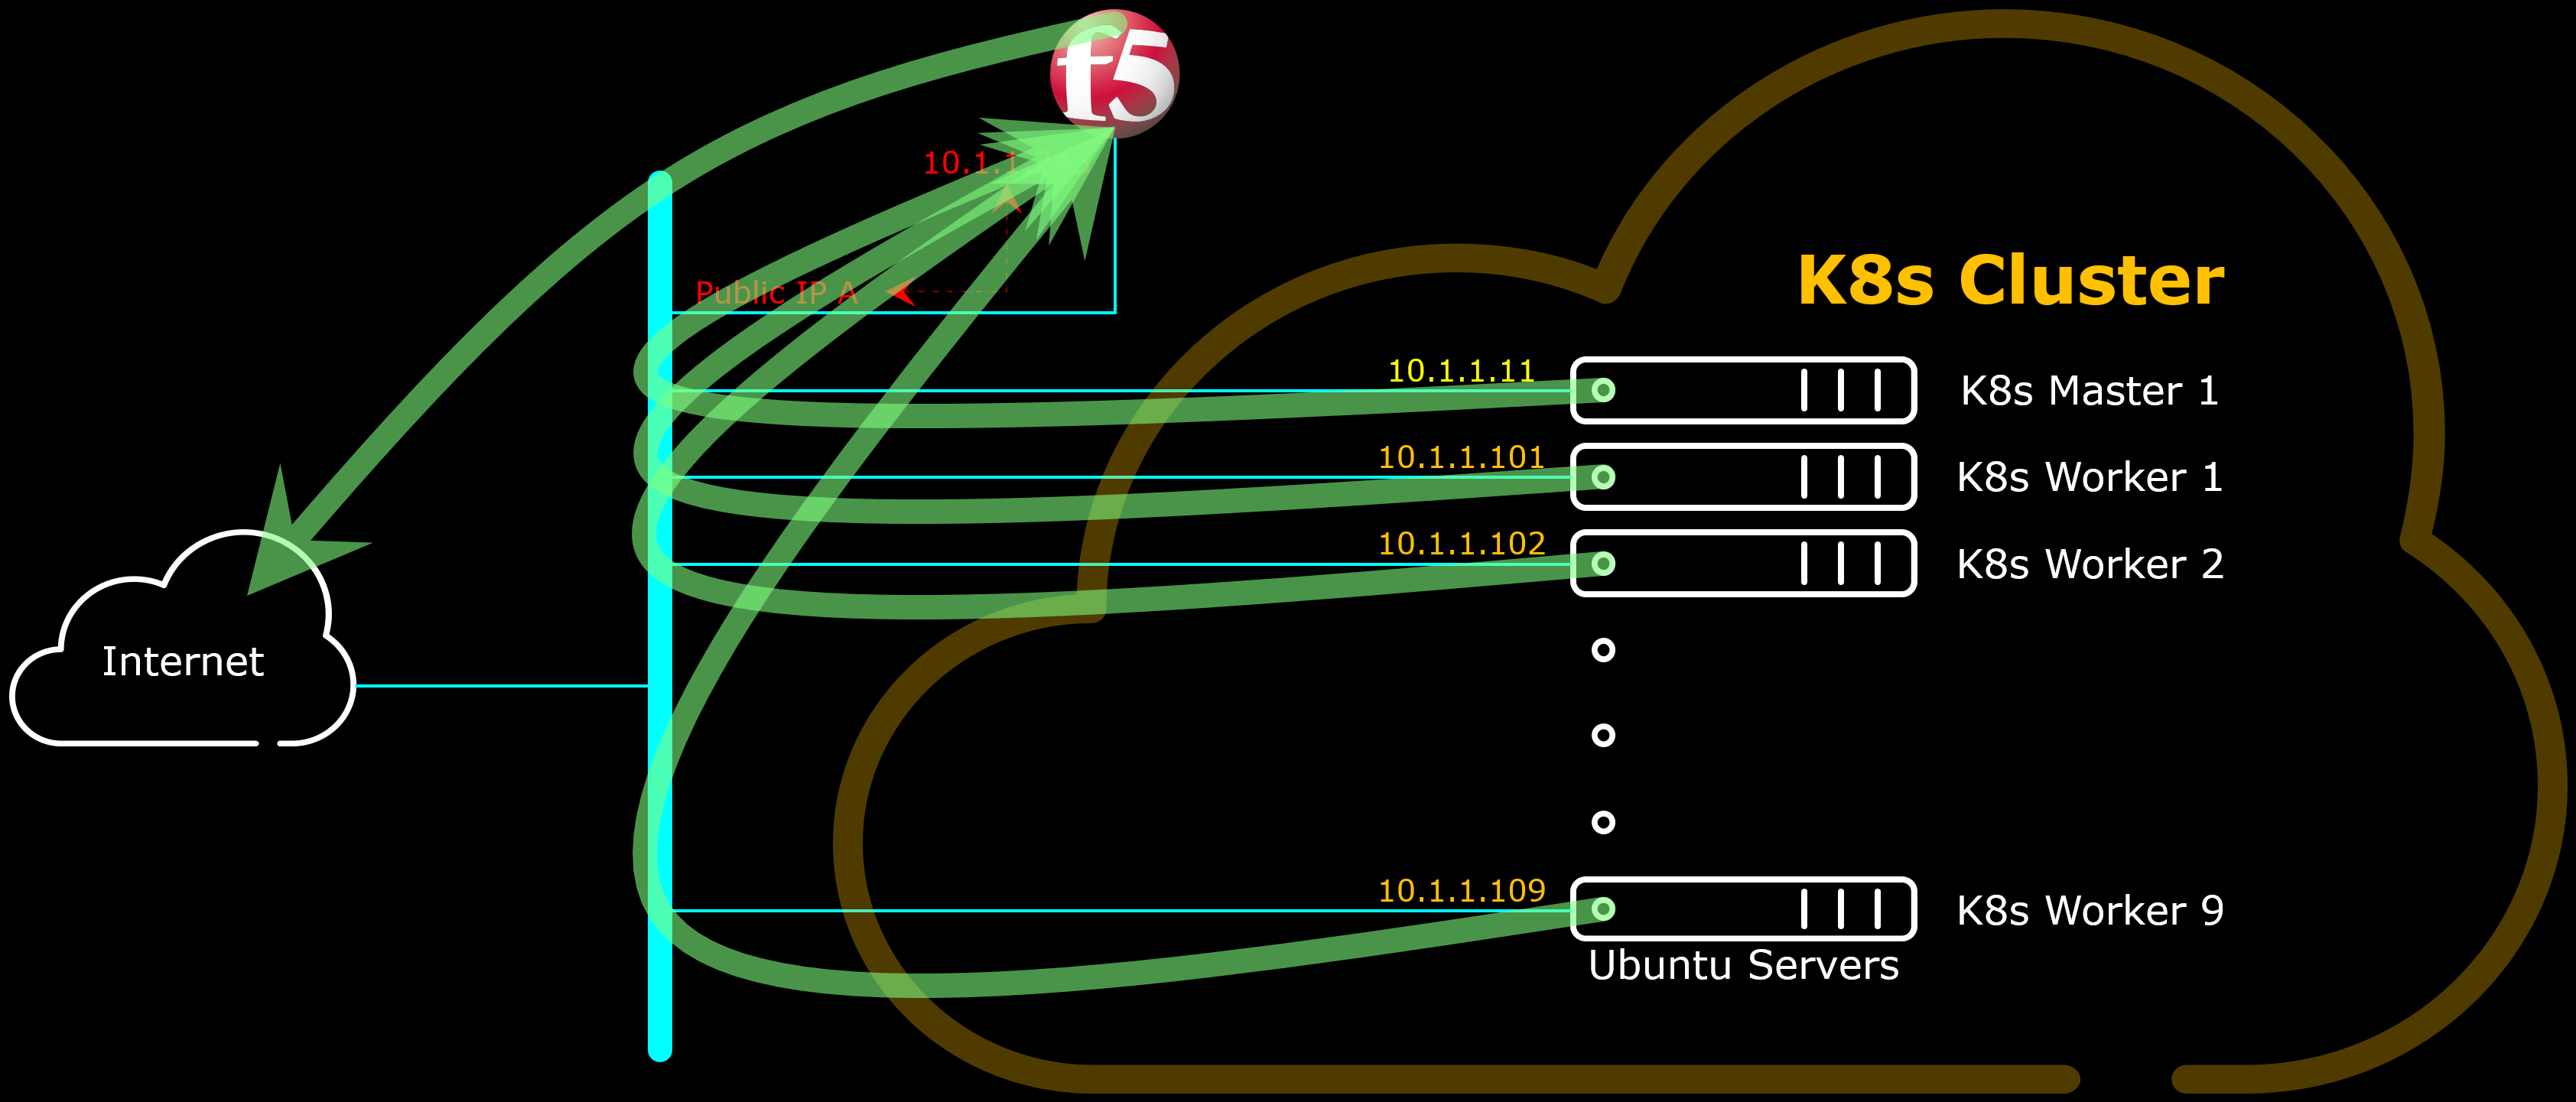 f5
10.1.1
Public IP A
K8s Cluster
10.1.1.11
K8s Master 1
10.1.1.101
K8s Worker 1
10.1.1.102
K8s Worker 2
Internet
10.1.1.109
K8s Worker 9
Ubuntu Servers